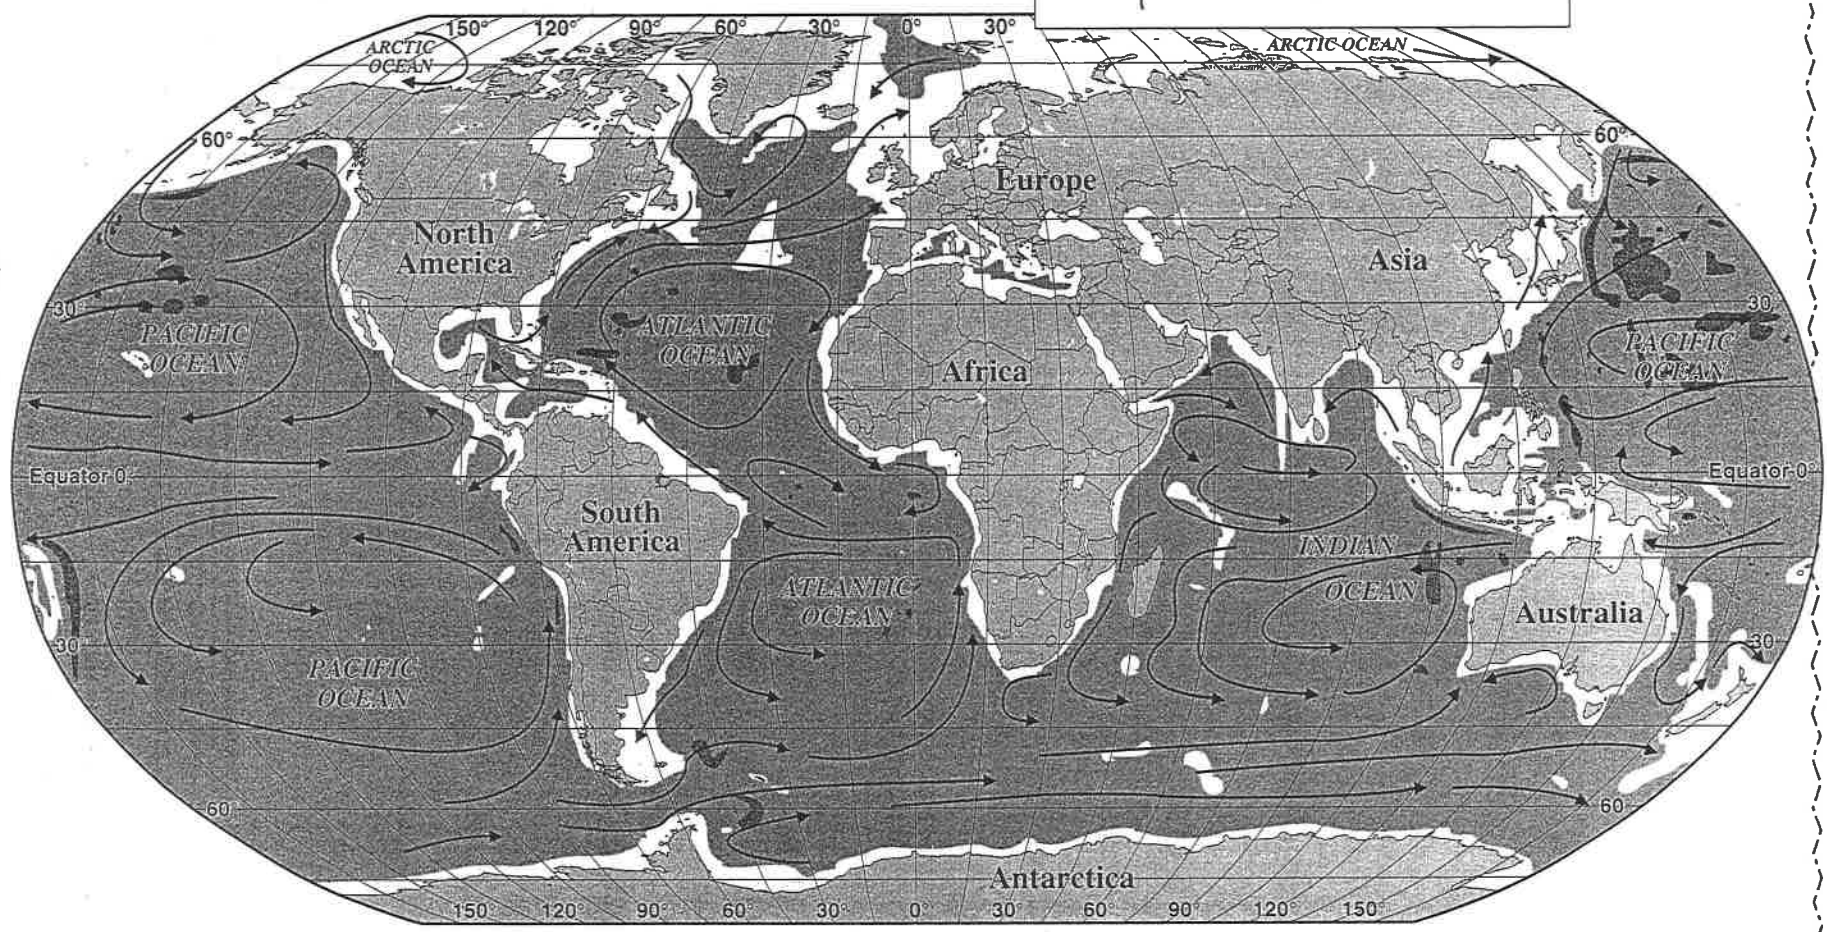 150° 120° 90° 60° 30° 0° 30°
ARCTIC
OCEAN
ARCTIC OCEAN
60°
60°
Europe
North
America
Asia
30°
30
PACIFIC
OCEAN
ATLANTIC
OCEAN
PACIFIC
OCEAN
Africa
Equator 0°
Equator 0°
South
America
INDIAN
OCEAN
ATLANTIC
OCEAN
Australia
30°
30
PACIFIC
OCEAN
60
60
Antarctica
150° 120° 90° 60° 30° 0° 30° 60° 90° 120° 150°